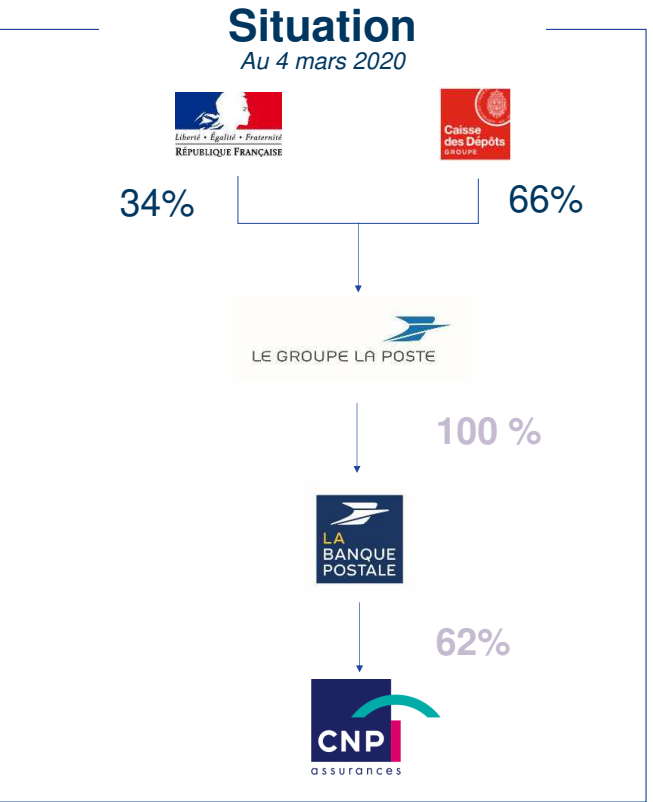 Situation
Au 4 mars 2020
Liberté • Égalité • Fraternité
RÉPUBLIQUE FRANÇAISE
Caisse
des Dépôts
GROUPE
34%
66%
LE GROUPE LA POSTE
100 %
LA
BANQUE
POSTALE
62%
CNP
assurances